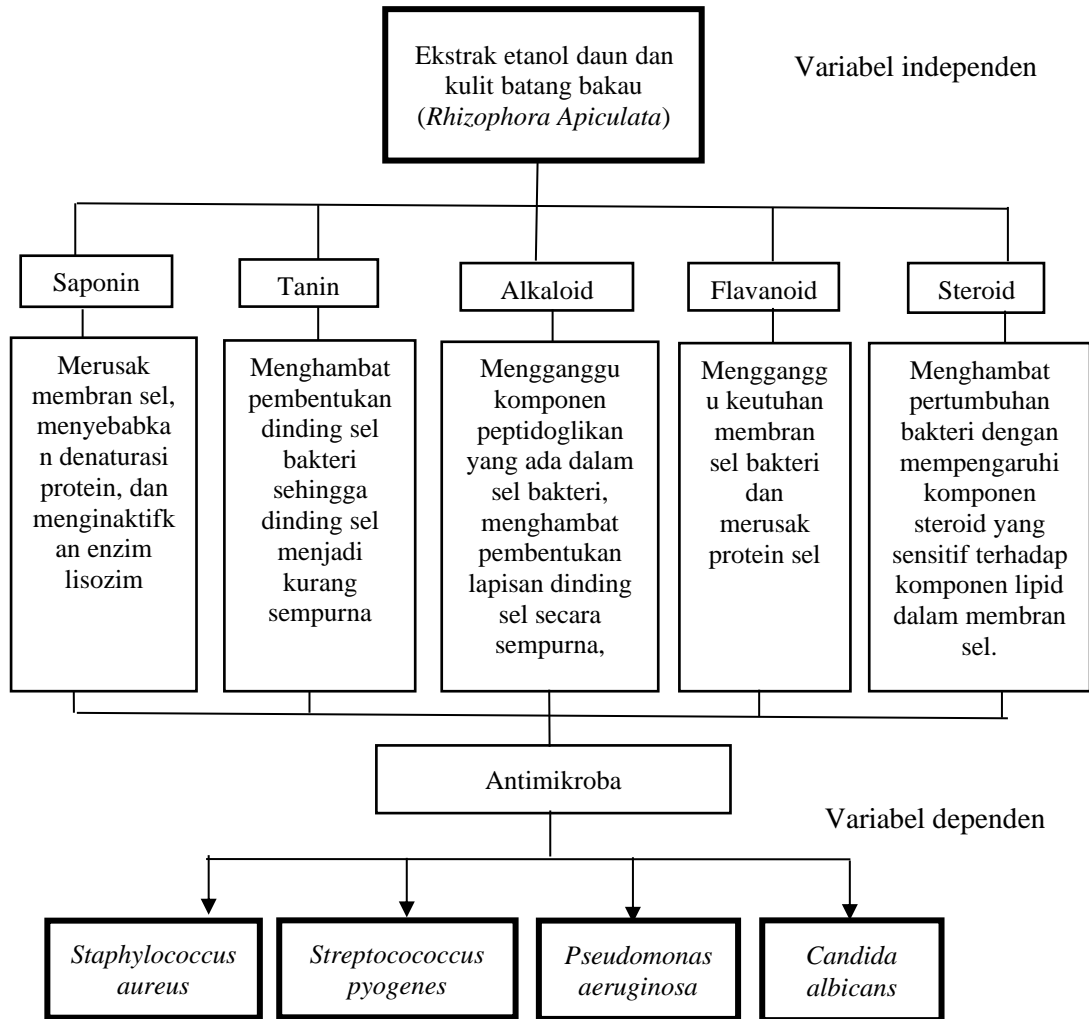 Ekstrak etanol daun dan
kulit batang bakau
(Rhizophora Apiculata)
Variabel independen
Saponin
Tanin
Alkaloid
Flavanoid
Steroid
Merusak
membran sel,
menyebabka
n denaturasi
protein, dan
menginaktifk
an enzim
lisozim
Menghambat
pembentukan
dinding sel
bakteri
sehingga
dinding sel
menjadi
kurang
sempurna
Mengganggu
komponen
peptidoglikan
yang ada dalam
sel bakteri,
menghambat
pembentukan
lapisan dinding
sel secara
sempurna,
Menggangg
u keutuhan
membran
sel bakteri
dan
merusak
protein sel
Menghambat
pertumbuhan
bakteri dengan
mempengaruhi
komponen
steroid yang
sensitif terhadap
komponen lipid
dalam membran
sel.
Antimikroba
Variabel dependen
Staphylococcus
aureus
Streptocococcus
pyogenes
Pseudomonas
aeruginosa
Candida
albicans